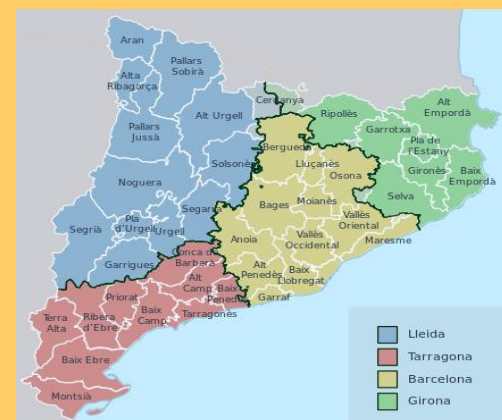 Aran
Pallars
Sobirà
Alta
Ribagorça
Cerdanya
Alt Urgell
Ripollès
Alt
Empordà
Garrotxa
Pallars
Jussà
Berguedà
Pla de
l'Estany
Solsonès
Lluçanès
Osona
Gironès
Baix
Empordà
Noguera
Selva
Segarra
Bages
Moianès
Vallès
Oriental
Segrià
Pla
d'Urgell
Urgell
Anoia
Vallès
Occidental
Maresme
Conca de
Barberà
Garrigues
Alt
Penedès
Baix
Llobregat
Alt
Camp
Baix
Penedès
Garraf
Priorat
Tarragonès
Terra
Alta
Ribera
d'Ebre
Baix
Camp
Baix Ebre
Montsià
Lleida
Tarragona
Barcelona
Girona